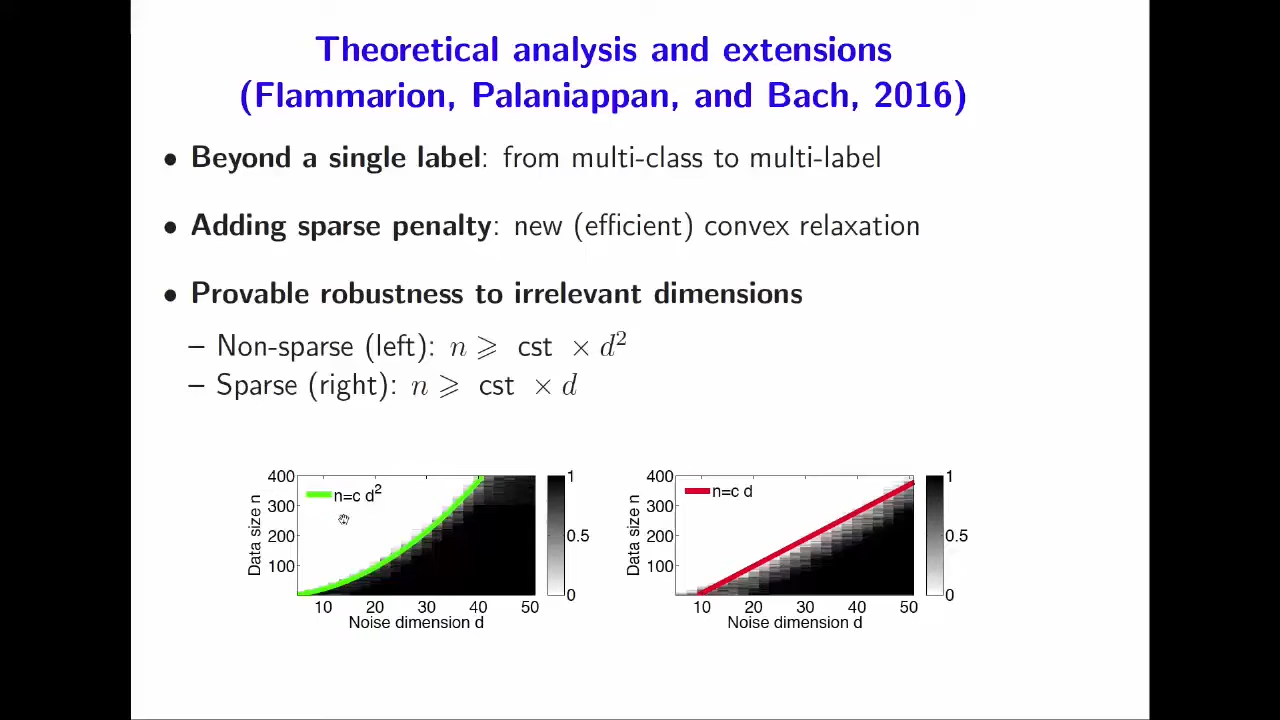 Theoretical analysis and extensions
(Flammarion, Palaniappan, and Bach, 2016)
• Beyond a single label: from multi-class to multi-label
• Adding sparse penalty: new (efficient) convex relaxation
• Provable robustness to irrelevant dimensions
– Non-sparse (left): n ⩾ cst × d²
– Sparse (right): n ⩾ cst × d
Data size n
400
300
200
100
n=c d²
10 20 30 40 50
Noise dimension d
1
0.5
0
Data size n
400
300
200
100
n=c d
10 20 30 40 50
Noise dimension d
1
0.5
0